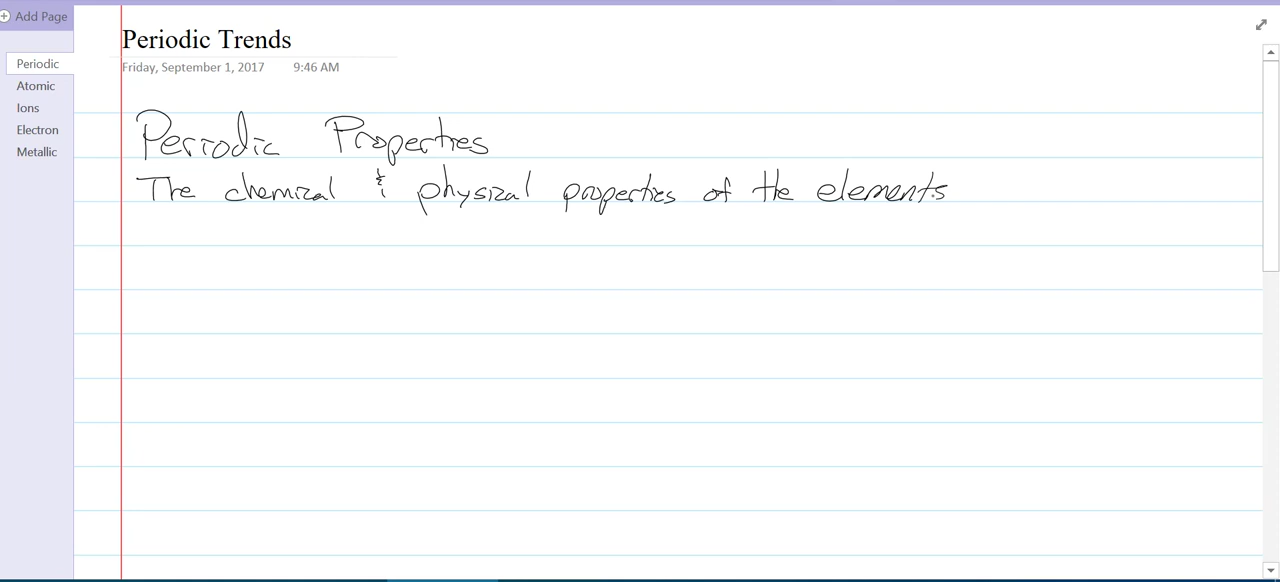 Add Page
Periodic Trends
Friday, September 1, 2017 9:46 AM
Periodic
Atomic
Ions
Electron
Metallic
Periodic Properties
The chemical & physical properties of the elements